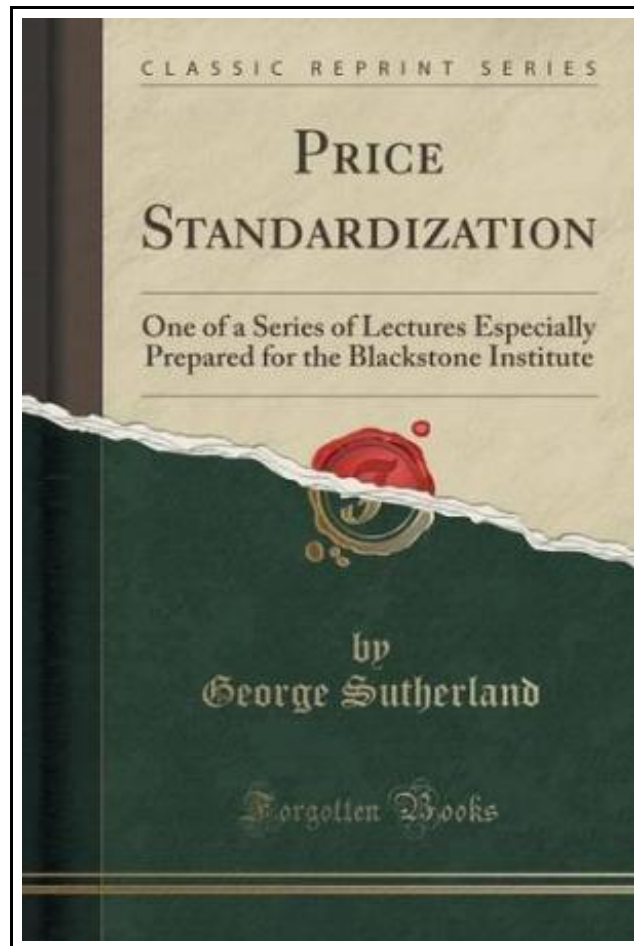 CLASSIC REPRINT SERIES
PRICE
STANDARDIZATION
One of a Series of Lectures Especially
Prepared for the Blackstone Institute
by
George Sutherland
Forgotten Books